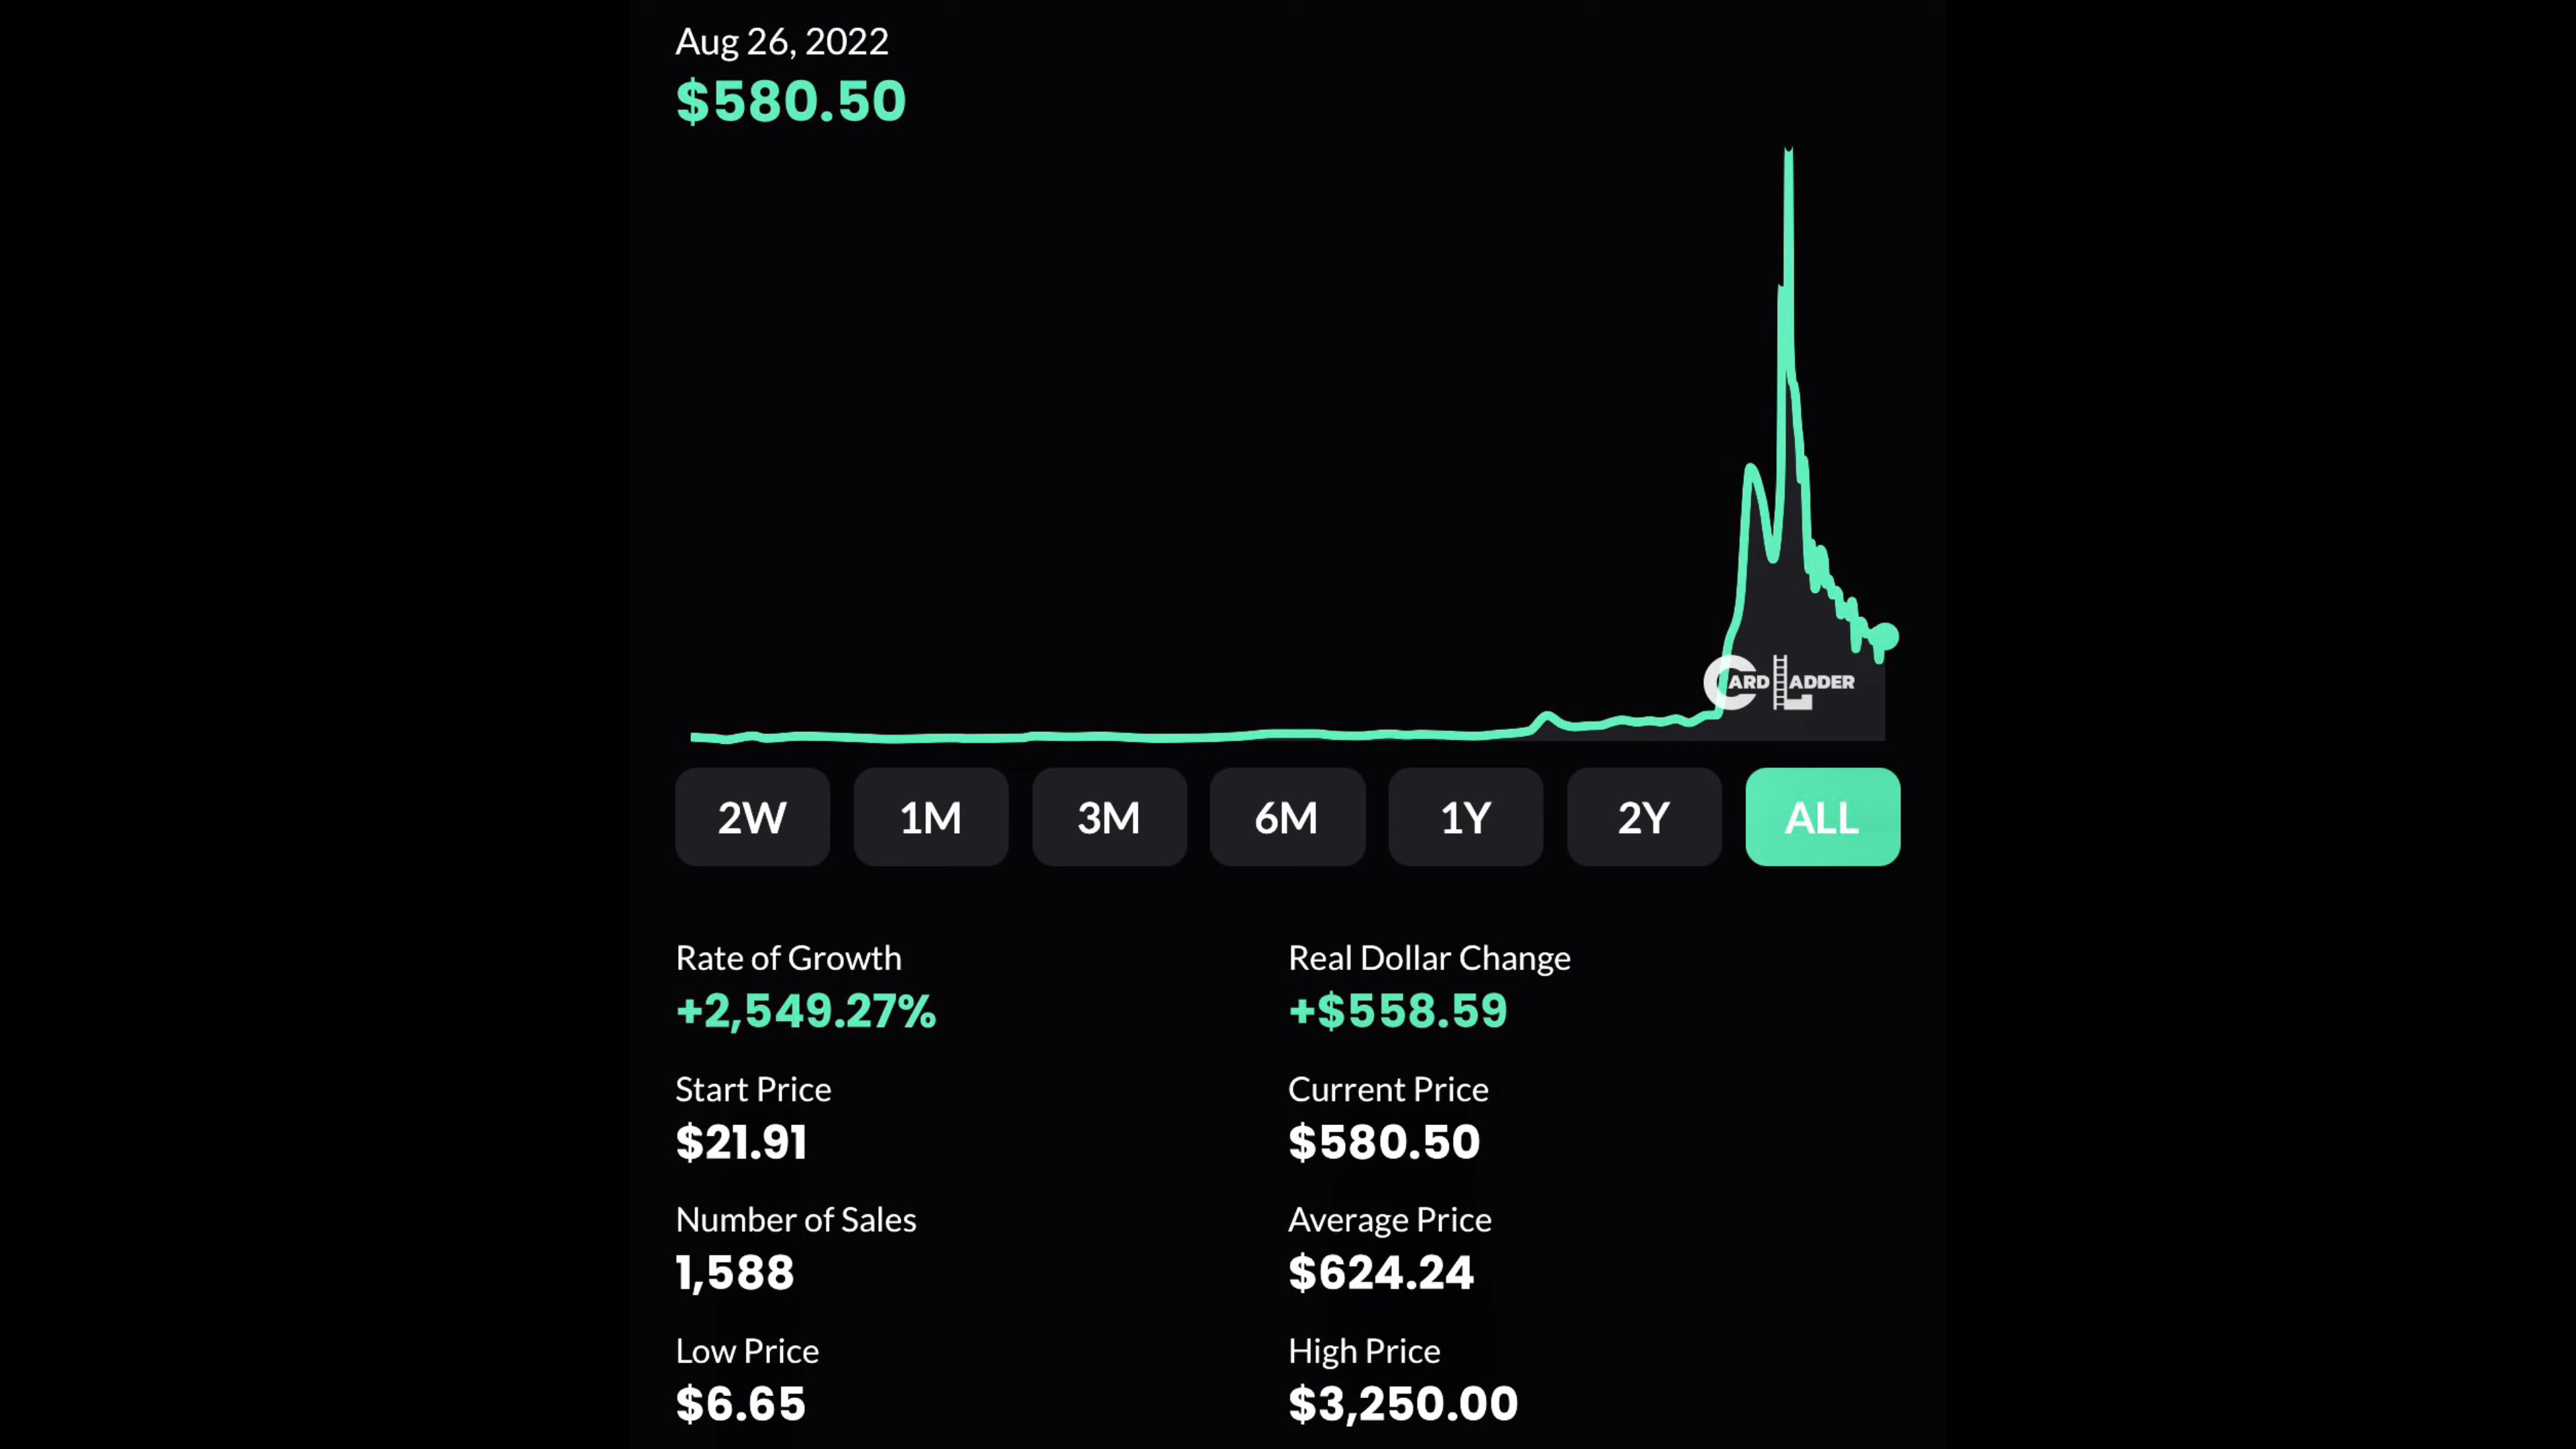 Aug 26, 2022
$580.50
CARD LADDER
2W 1M 3M 6M 1Y 2Y ALL
Rate of Growth Real Dollar Change
+2,549.27% +$558.59
Start Price Current Price
$21.91 $580.50
Number of Sales Average Price
1,588 $624.24
Low Price High Price
$6.65 $3,250.00